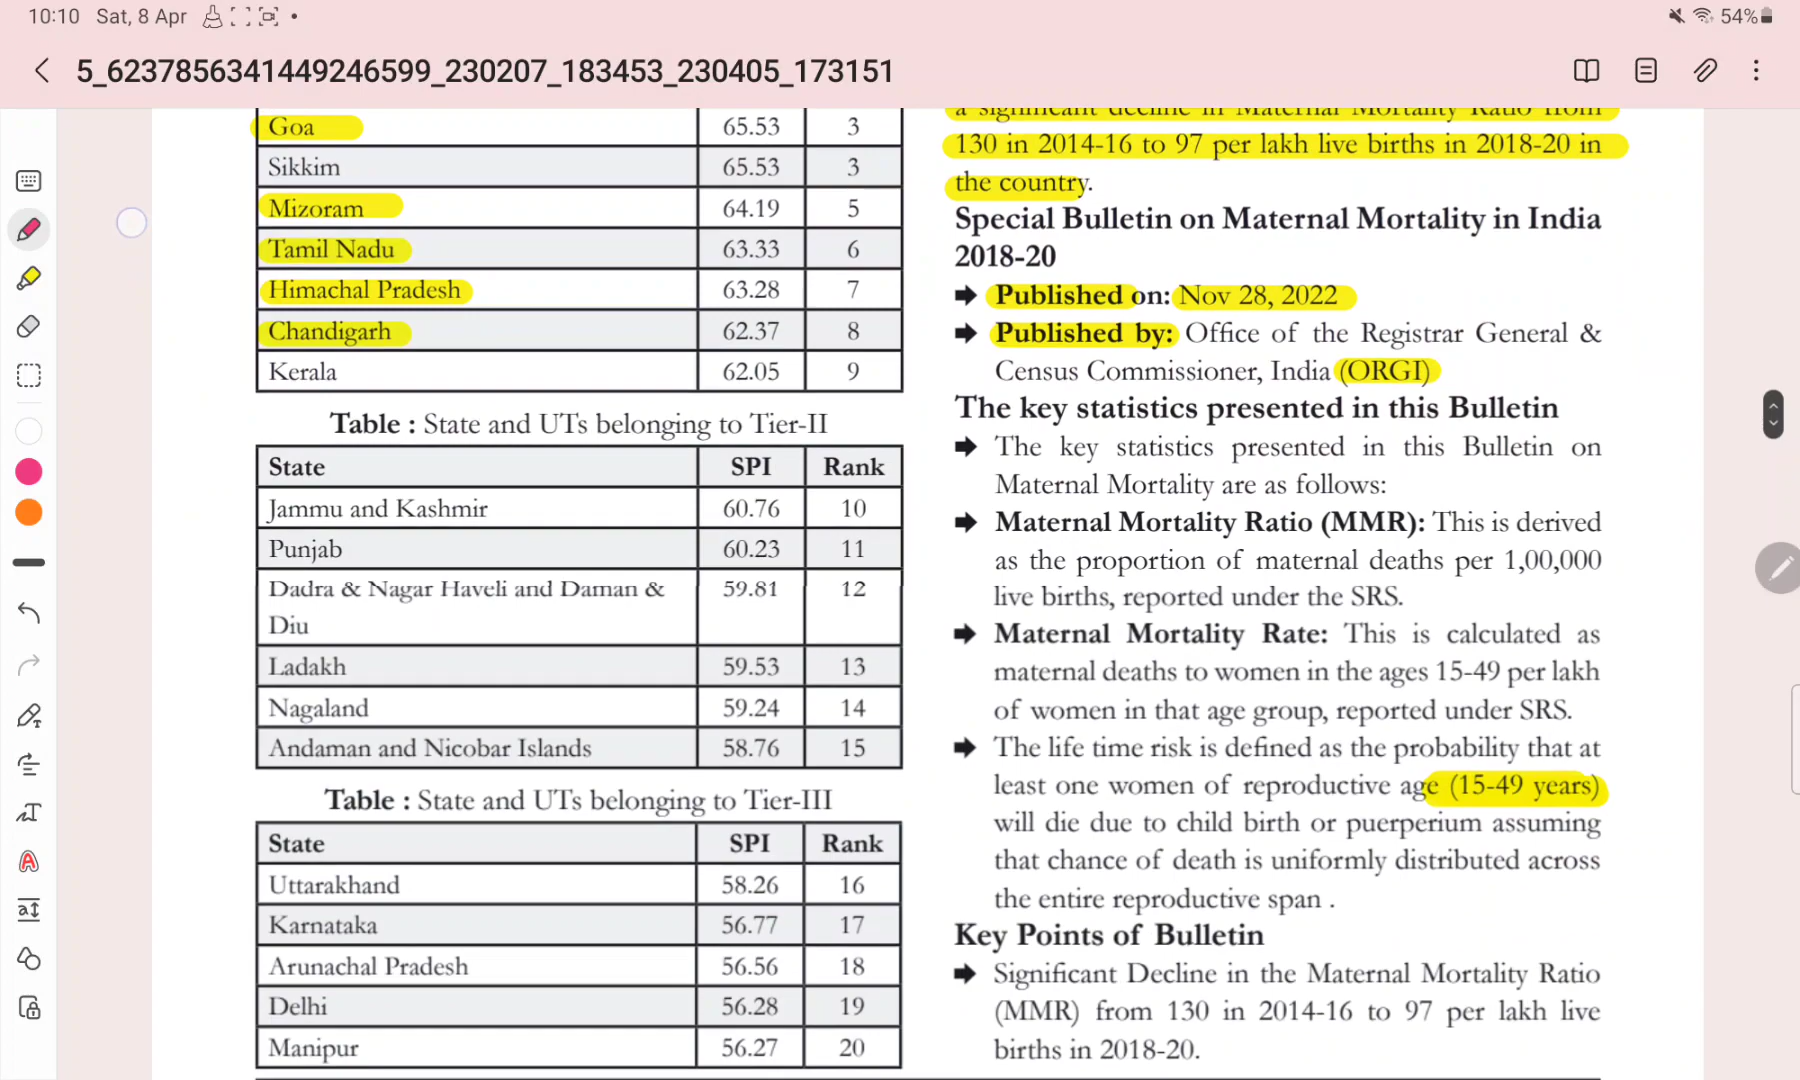 10:10 Sat, 8 Apr
54%
5_6237856341449246599_230207_183453_230405_173151
Goa 65.53 3
Sikkim 65.53 3
Mizoram 64.19 5
Tamil Nadu 63.33 6
Himachal Pradesh 63.28 7
Chandigarh 62.37 8
Kerala 62.05 9
Table : State and UTs belonging to Tier-II
State SPI Rank
Jammu and Kashmir 60.76 10
Punjab 60.23 11
Dadra & Nagar Haveli and Daman & 59.81 12
Diu
Ladakh 59.53 13
Nagaland 59.24 14
Andaman and Nicobar Islands 58.76 15
Table : State and UTs belonging to Tier-III
State SPI Rank
Uttarakhand 58.26 16
Karnataka 56.77 17
Arunachal Pradesh 56.56 18
Delhi 56.28 19
Manipur 56.27 20
a significant decline in Maternal Mortality Ratio from
130 in 2014-16 to 97 per lakh live births in 2018-20 in
the country.
Special Bulletin on Maternal Mortality in India
2018-20
Published on: Nov 28, 2022
Published by: Office of the Registrar General &
Census Commissioner, India (ORGI)
The key statistics presented in this Bulletin
The key statistics presented in this Bulletin on
Maternal Mortality are as follows:
Maternal Mortality Ratio (MMR): This is derived
as the proportion of maternal deaths per 1,00,000
live births, reported under the SRS.
Maternal Mortality Rate: This is calculated as
maternal deaths to women in the ages 15-49 per lakh
of women in that age group, reported under SRS.
The life time risk is defined as the probability that at
least one women of reproductive age (15-49 years)
will die due to child birth or puerperium assuming
that chance of death is uniformly distributed across
the entire reproductive span .
Key Points of Bulletin
Significant Decline in the Maternal Mortality Ratio
(MMR) from 130 in 2014-16 to 97 per lakh live
births in 2018-20.